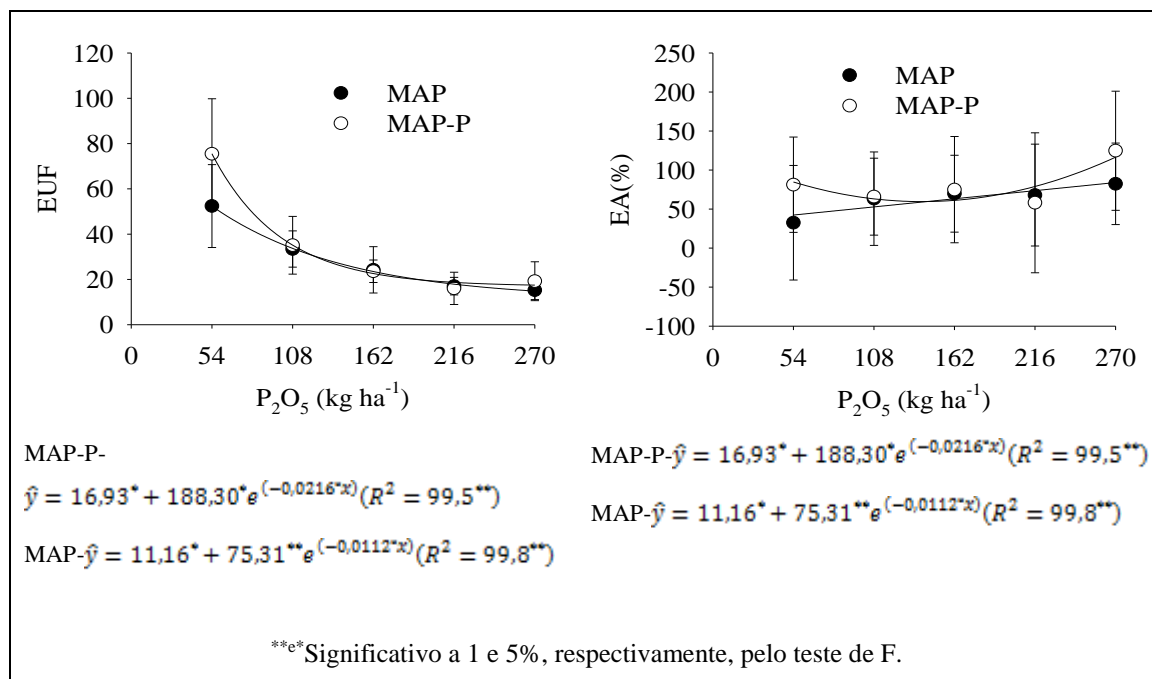 120
100
80
60
40
20
0
EUF
MAP
MAP-P
0 54 108 162 216 270
P₂O₅ (kg ha⁻¹)
250
200
150
100
50
0
-50
-100
EA(%)
MAP
MAP-P
0 54 108 162 216 270
P₂O₅ (kg ha⁻¹)
MAP-P-
ŷ = 16,93* + 188,30*e^(−0,0216*x)(R² = 99,5**)
MAP-ŷ = 11,16* + 75,31**e^(−0,0112*x)(R² = 99,8**)
MAP-P-ŷ = 16,93* + 188,30*e^(−0,0216*x)(R² = 99,5**)
MAP-ŷ = 11,16* + 75,31**e^(−0,0112*x)(R² = 99,8**)
**e*Significativo a 1 e 5%, respectivamente, pelo teste de F.